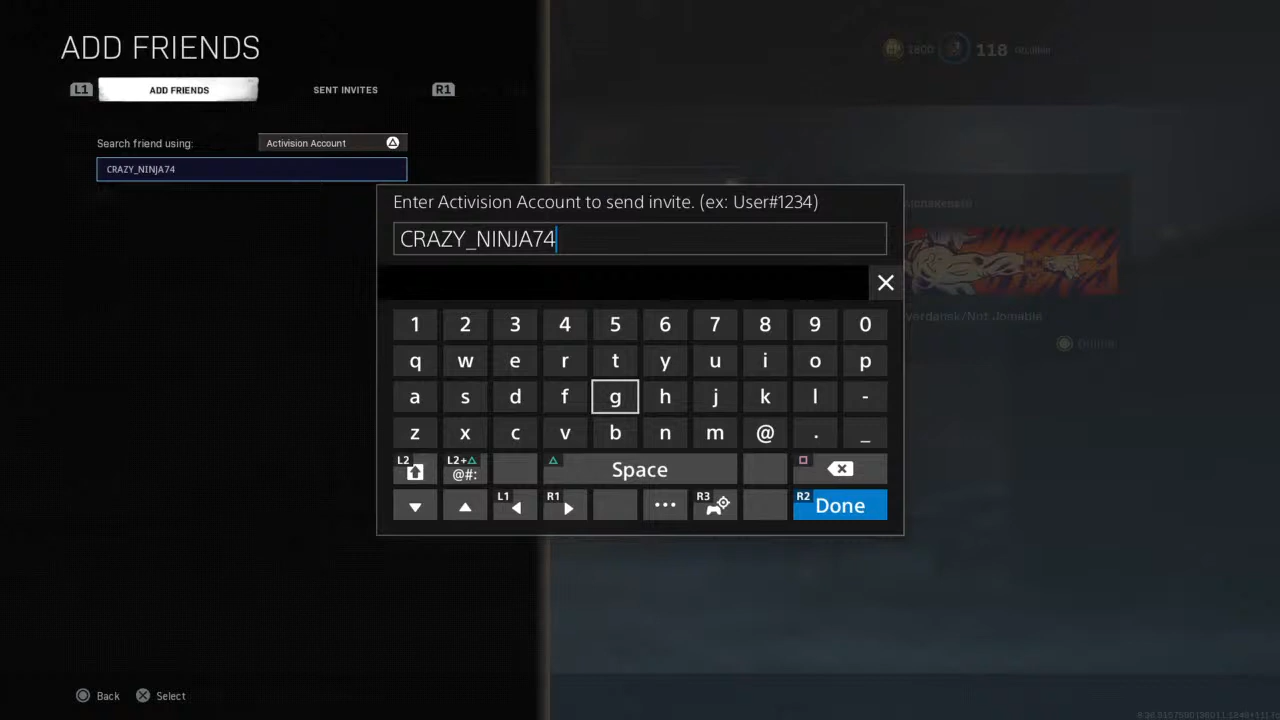 ADD FRIENDS
L1 ADD FRIENDS SENT INVITES R1
1800 118
Search friend using: Activision Account
CRAZY_NINJA74
Enter Activision Account to send invite. (ex: User#1234)
CRAZY_NINJA74
1 2 3 4 5 6 7 8 9 0
q w e r t y u i o p
a s d f g h j k l -
z x c v b n m @ . _
L2 L2+△ @#: △ Space
L1 R1 ... R3 R2 Done
Back Select